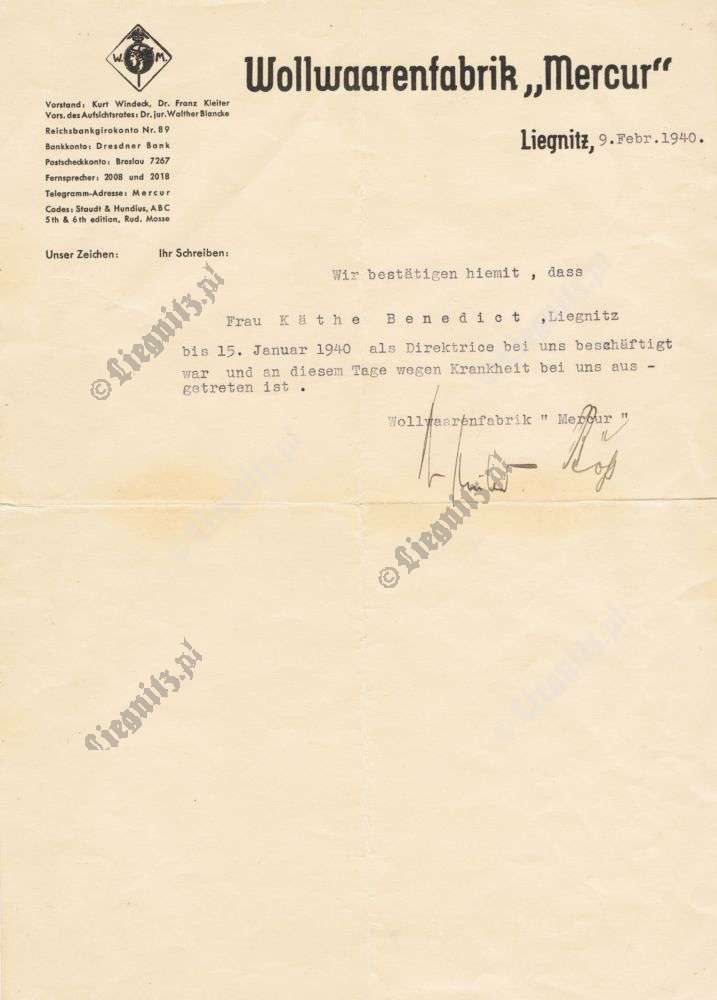 W. M.
Wollwaarenfabrik „Mercur“
Vorstand: Kurt Windeck, Dr. Franz Kleiter
Vors. des Aufsichtsrates: Dr. jur. Walther Blancke
Reichsbankgirokonto Nr. 89
Bankkonto: Dresdner Bank
Postscheckkonto: Breslau 7267
Fernsprecher: 2008 und 2018
Telegramm-Adresse: Mercur
Codes: Staudt & Hundius, ABC
5th & 6th edition, Rud. Mosse
Liegnitz, 9.Febr.1940.
Unser Zeichen: Ihr Schreiben:
Wir bestätigen hiemit , dass
Frau K ä t h e B e n e d i c t ,Liegnitz
bis 15. Januar 1940 als Direktrice bei uns beschäftigt
war und an diesem Tage wegen Krankheit bei uns aus -
getreten ist .
Wollwaarenfabrik " Mercur "
© Liegnitz.pl
© Liegnitz.pl
Liegnitz.pl
© Liegnitz.pl